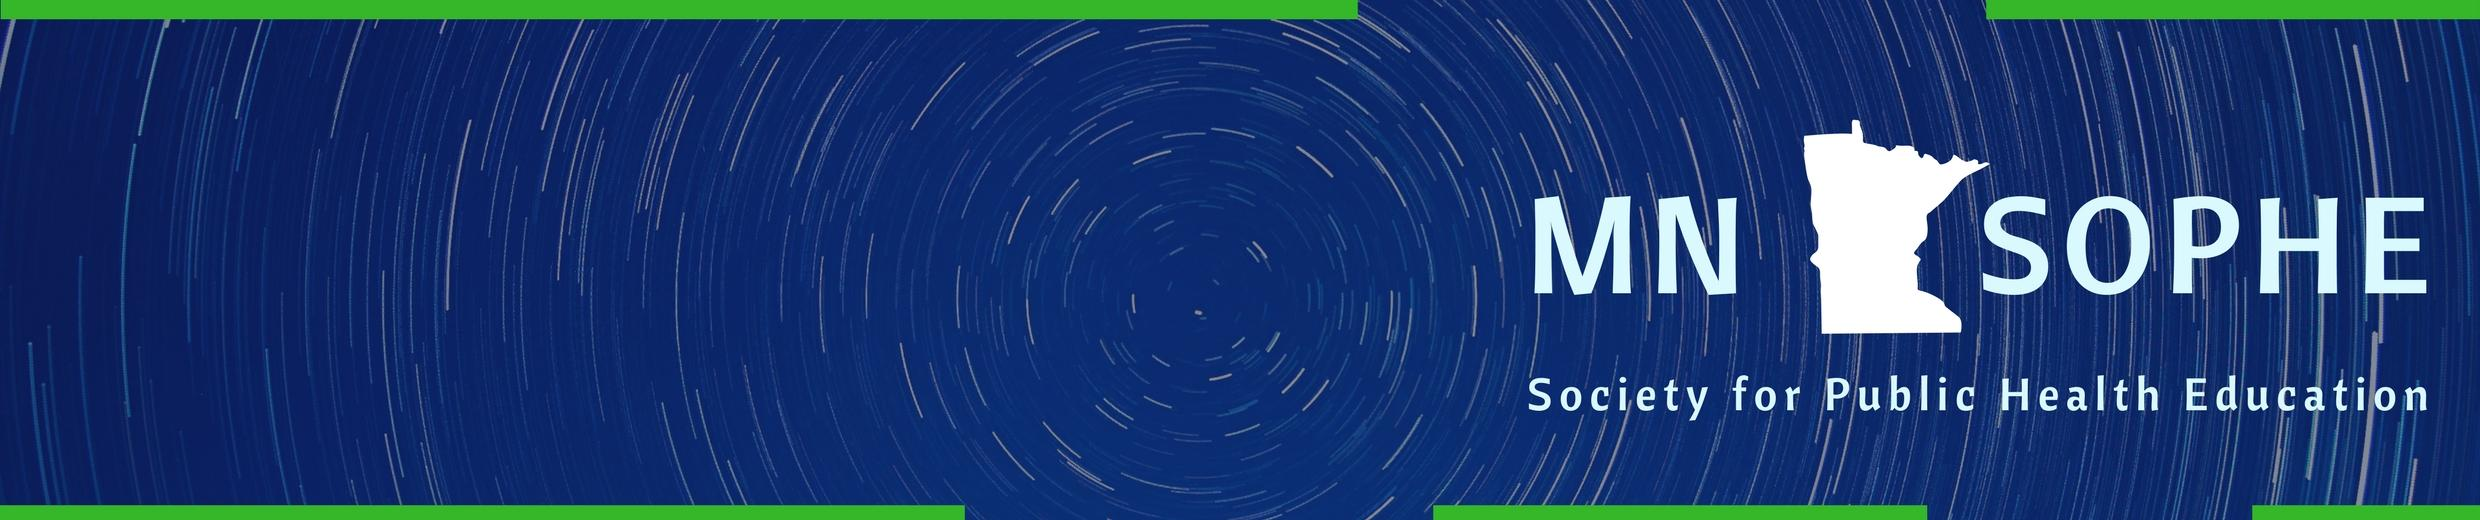 MN SOPHE
Society for Public Health Education